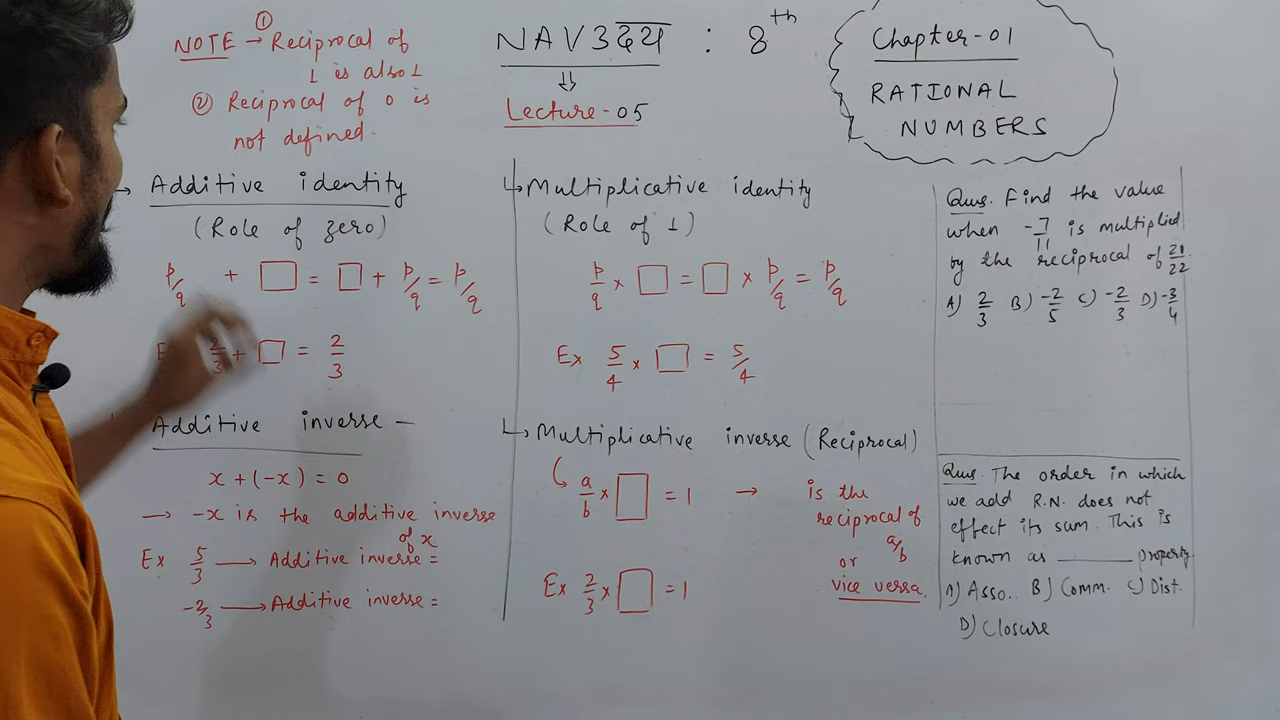 NOTE → ① Reciprocal of
1 is also 1
② Reciprocal of 0 is
not defined.
NAV3दय : 8th
⇓
Lecture-05
Chapter-01
RATIONAL
NUMBERS
→ Additive identity
(Role of zero)
p/q + □ = □ + p/q = p/q
2/3 + □ = 2/3
Additive inverse –
x + (-x) = 0
→ -x is the additive inverse
of x
Ex 5/3 → Additive inverse =
-2/3 → Additive inverse =
↳ Multiplicative identity
(Role of 1)
p/q × □ = □ × p/q = p/q
Ex 5/4 × □ = 5/4
↳ Multiplicative inverse (Reciprocal)
a/b × □ = 1 → is the
reciprocal of
a/b
or
vice versa.
Ex 2/3 × □ = 1
Ques. Find the value
when -7/11 is multiplied
by the reciprocal of 21/22.
A) 2/3 B) -2/5 C) -2/3 D) -3/4
Ques. The order in which
we add R.N. does not
effect its sum. This is
known as ______ property
A) Asso.. B) Comm. C) Dist.
D) Closure